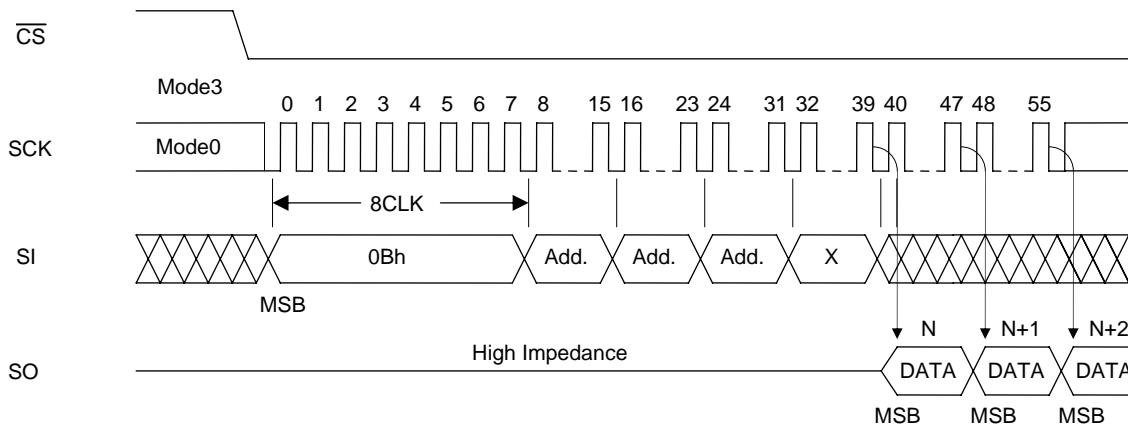 CS
Mode3
0 1 2 3 4 5 6 7 8 15 16 23 24 31 32 39 40 47 48 55
SCK Mode0
8CLK
SI 0Bh Add. Add. Add. X
MSB
N N+1 N+2
High Impedance
SO DATA DATA DATA
MSB MSB MSB